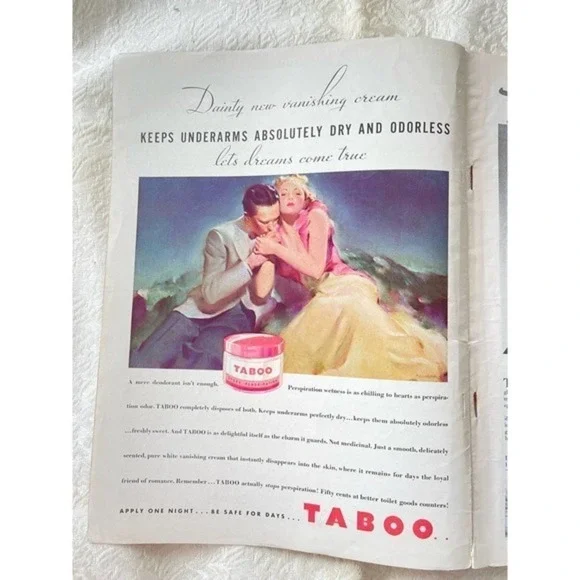 Dainty new vanishing cream
KEEPS UNDERARMS ABSOLUTELY DRY AND ODORLESS
lets dreams come true
TABOO
A mere deodorant isn't enough. Perspiration wetness is as chilling to hearts as perspira-
tion odor. TABOO completely disposes of both. Keeps underarms perfectly dry...keeps them absolutely odorless
...freshly sweet. And TABOO is as delightful itself as the charm it guards. Not medicinal. Just a smooth, delicately
scented, pure white vanishing cream that instantly disappears into the skin, where it remains for days the loyal
friend of romance. Remember...TABOO actually stops perspiration! Fifty cents at better toilet goods counters!
APPLY ONE NIGHT... BE SAFE FOR DAYS... TABOO..